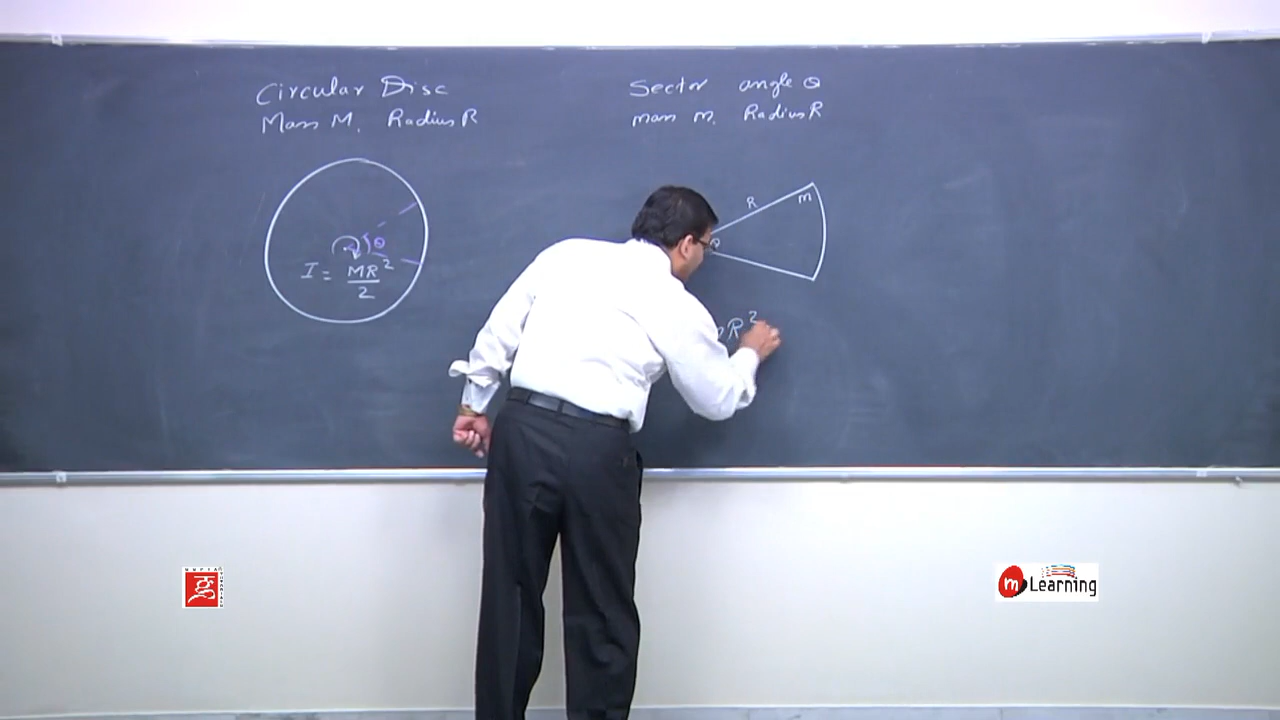 Circular Disc
Mass M, Radius R
θ
I = MR²/2
Sector angle θ
mass m, Radius R
R
m
θ
R²
m Learning